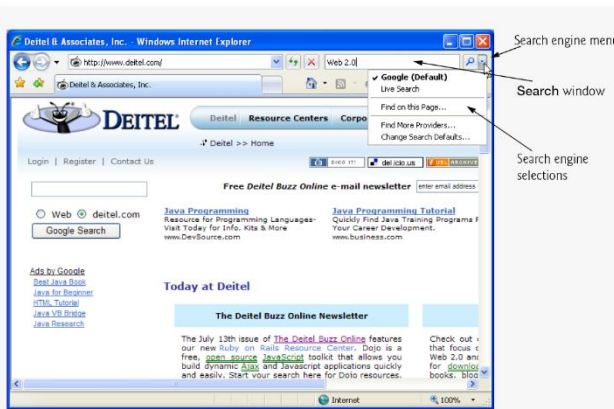 Deitel & Associates, Inc. - Windows Internet Explorer
Search engine menu
http://www.deitel.com/
Web 2.0
Search window
Deitel & Associates, Inc.
Google (Default)
Live Search
Find on this Page...
Find More Providers...
Change Search Defaults...
Search engine
selections
DEITEL
Deitel Resource Centers Corpo
Deitel >> Home
Login | Register | Contact Us
DIGG IT! del.icio.us
Free Deitel Buzz Online e-mail newsletter enter email address
Web deitel.com
Google Search
Java Programming
Resource for Programming Languages-
Visit Today for Info. Kits & More
www.DevSource.com
Java Programming Tutorial
Quickly Find Java Training Programs F
Your Career Development.
www.business.com
Ads by Google
Best Java Book
Java for Beginner
HTML Tutorial
Java VB Bridge
Java Research
Today at Deitel
The Deitel Buzz Online Newsletter
The July 13th issue of The Deitel Buzz Online features
our new Ruby on Rails Resource Center. Dojo is a
free, open source JavaScript toolkit that allows you
build dynamic Ajax and Javascript applications quickly
and easily. Start your search here for Dojo resources.
Check out
that focus o
Web 2.0 and
for downloa
books, blog
Internet
100%